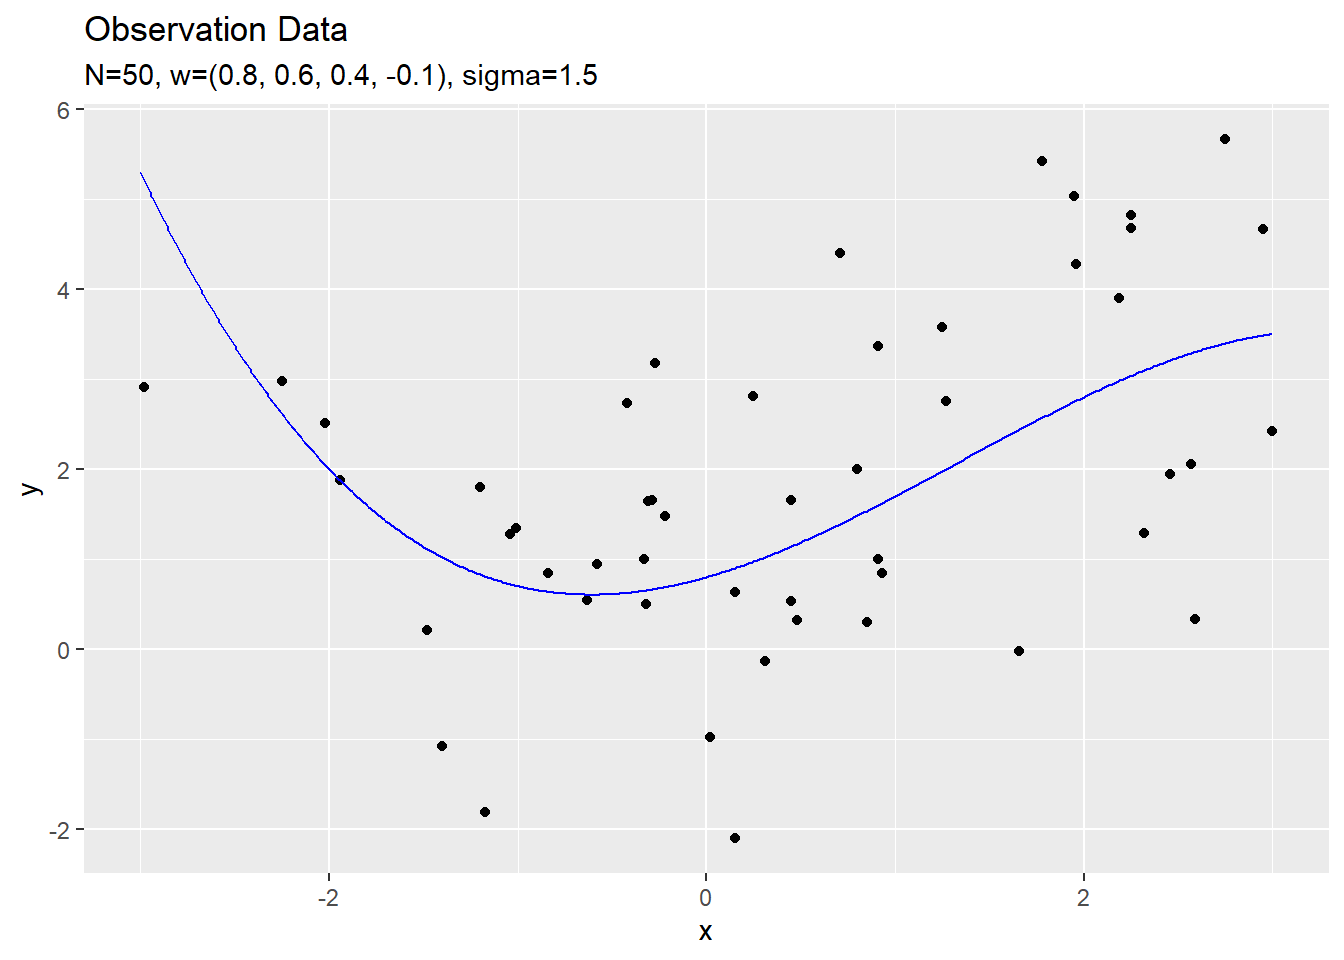 Observation Data
N=50, w=(0.8, 0.6, 0.4, -0.1), sigma=1.5
6
4
2
0
-2
y
-2 0 2
x